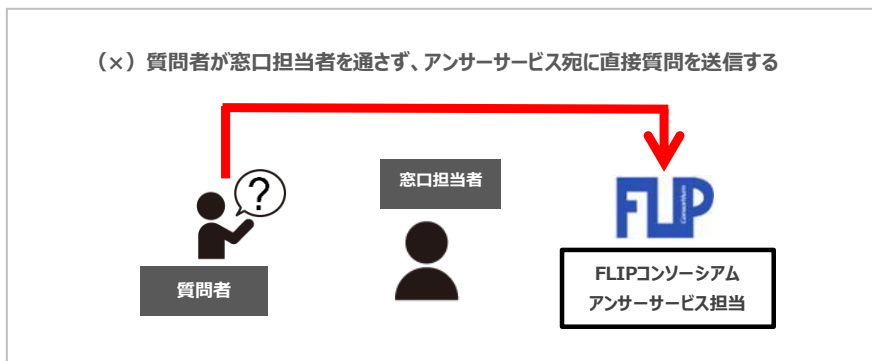 （×）質問者が窓口担当者を通さず、アンサーサービス宛に直接質問を送信する
?
窓口担当者
FLIP
Consortium
質問者
FLIPコンソーシアム
アンサーサービス担当